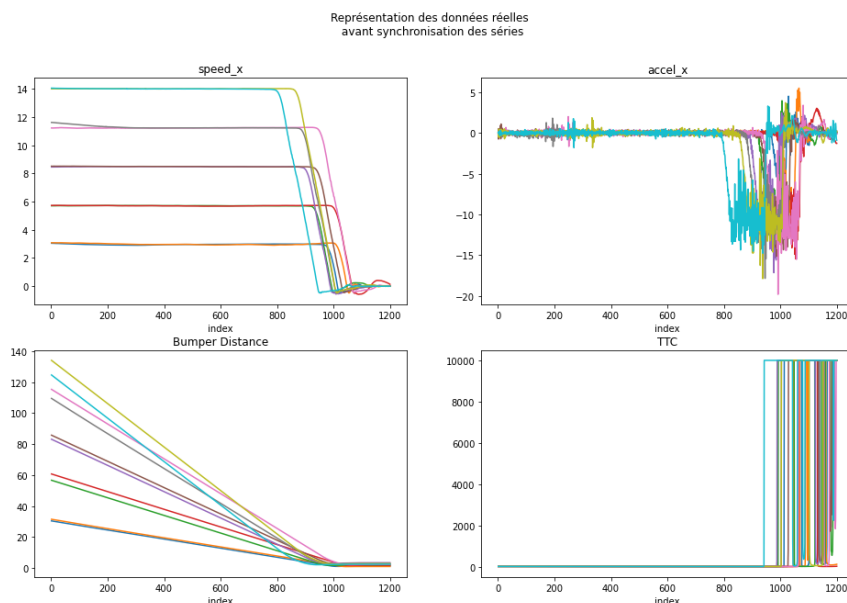 Représentation des données réelles
avant synchronisation des séries
speed_x
14
12
10
8
6
4
2
0
0 200 400 600 800 1000 1200
index
accel_x
5
0
−5
−10
−15
−20
0 200 400 600 800 1000 1200
index
Bumper Distance
140
120
100
80
60
40
20
0
0 200 400 600 800 1000 1200
index
TTC
10000
8000
6000
4000
2000
0
0 200 400 600 800 1000 1200
index